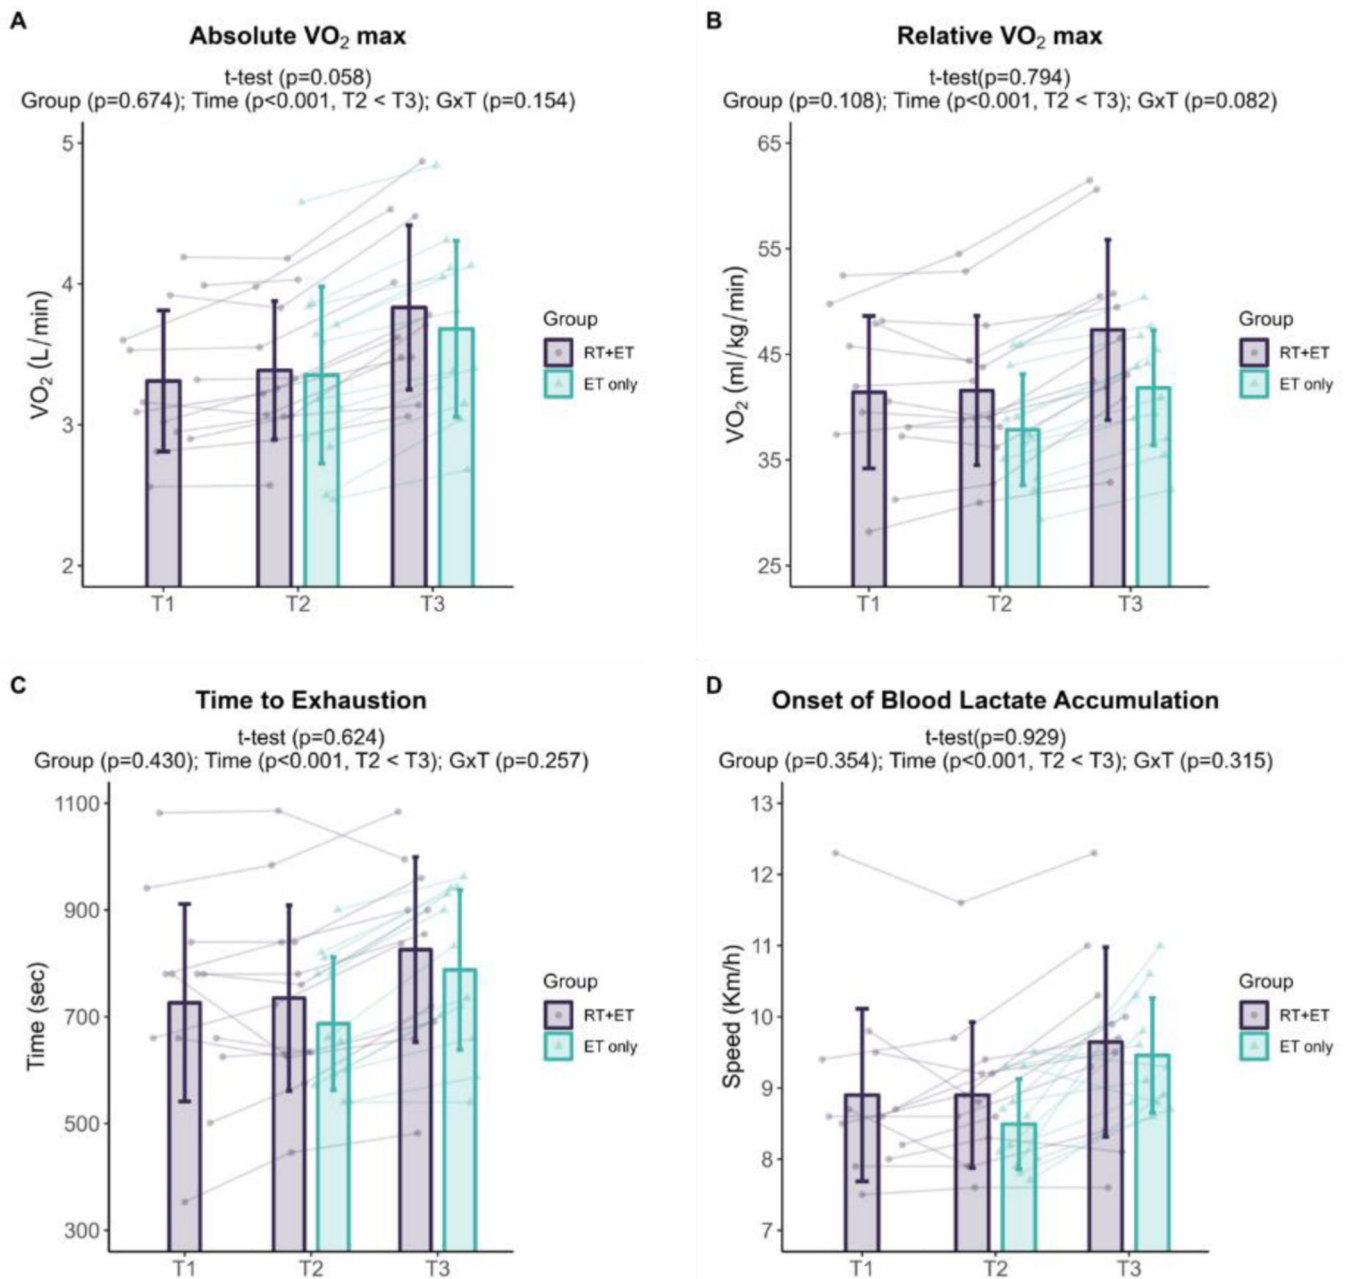 A
Absolute VO₂ max
t-test (p=0.058)
Group (p=0.674); Time (p<0.001, T2 < T3); GxT (p=0.154)
5
4
3
2
VO₂ (L/min)
T1
T2
T3
Group
RT+ET
ET only
B
Relative VO₂ max
t-test(p=0.794)
Group (p=0.108); Time (p<0.001, T2 < T3); GxT (p=0.082)
65
55
45
35
25
VO₂ (ml/kg/min)
T1
T2
T3
Group
RT+ET
ET only
C
Time to Exhaustion
t-test (p=0.624)
Group (p=0.430); Time (p<0.001, T2 < T3); GxT (p=0.257)
1100
900
700
500
300
Time (sec)
T1
T2
T3
Group
RT+ET
ET only
D
Onset of Blood Lactate Accumulation
t-test(p=0.929)
Group (p=0.354); Time (p<0.001, T2 < T3); GxT (p=0.315)
13
12
11
10
9
8
7
Speed (Km/h)
T1
T2
T3
Group
RT+ET
ET only